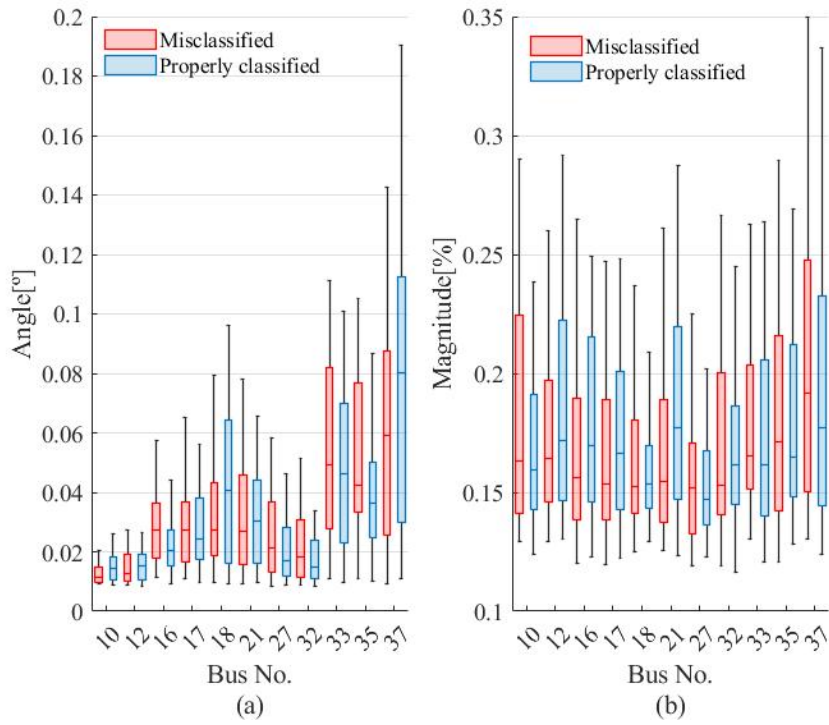 0.2
0.18
0.16
0.14
0.12
0.1
0.08
0.06
0.04
0.02
0
Angle[º]
Misclassified
Properly classified
10 12 16 17 18 21 27 32 33 35 37
Bus No.
(a)
0.35
0.3
0.25
0.2
0.15
0.1
Magnitude[%]
Misclassified
Properly classified
10 12 16 17 18 21 27 32 33 35 37
Bus No.
(b)